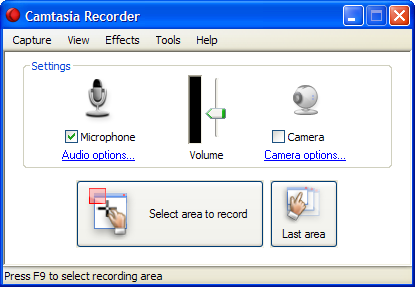 Camtasia Recorder
Capture View Effects Tools Help
Settings
Microphone Camera
Audio options... Volume Camera options...
Select area to record
Last area
Press F9 to select recording area